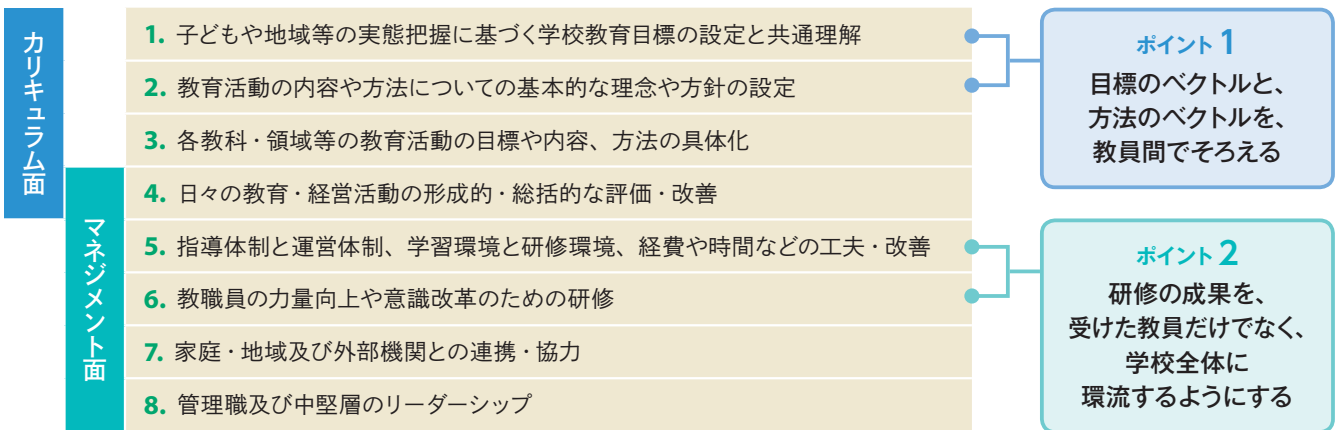 カリキュラム面
マネジメント面
1. 子どもや地域等の実態把握に基づく学校教育目標の設定と共通理解
2. 教育活動の内容や方法についての基本的な理念や方針の設定
3. 各教科・領域等の教育活動の目標や内容、方法の具体化
4. 日々の教育・経営活動の形成的・総括的な評価・改善
5. 指導体制と運営体制、学習環境と研修環境、経費や時間などの工夫・改善
6. 教職員の力量向上や意識改革のための研修
7. 家庭・地域及び外部機関との連携・協力
8. 管理職及び中堅層のリーダーシップ
ポイント 1
目標のベクトルと、
方法のベクトルを、
教員間でそろえる
ポイント 2
研修の成果を、
受けた教員だけでなく、
学校全体に
環流するようにする